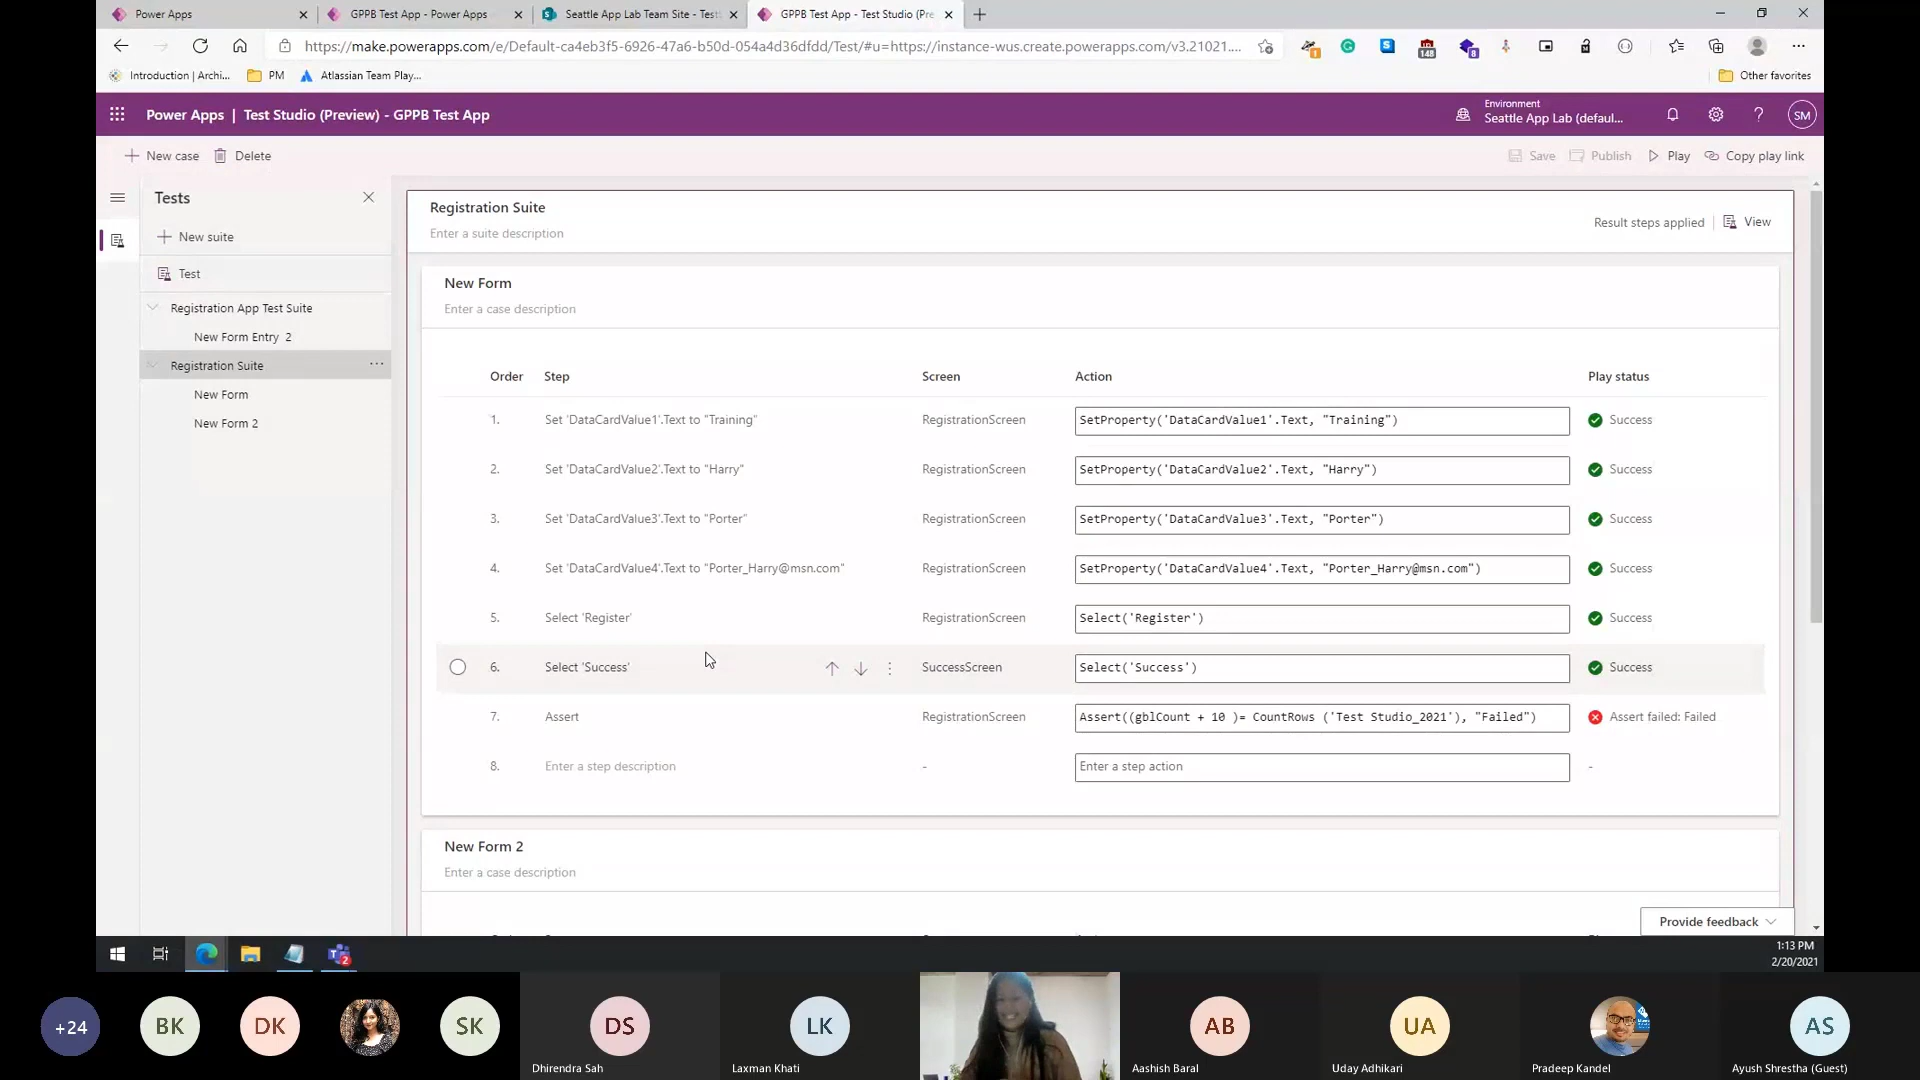 Power Apps
GPPB Test App - Power Apps
Seattle App Lab Team Site - Test
GPPB Test App - Test Studio (Pre
https://make.powerapps.com/e/Default-ca4eb3f5-6926-47a6-b50d-054a4d36dfdd/Test/#u=https://instance-wus.create.powerapps.com/v3.21021....
148
8
Introduction | Archi...
PM
Atlassian Team Play...
Other favorites
Power Apps | Test Studio (Preview) - GPPB Test App
Environment
Seattle App Lab (defaul...
?
SM
New case
Delete
Save
Publish
Play
Copy play link
Tests
New suite
Test
Registration App Test Suite
New Form Entry 2
Registration Suite
New Form
New Form 2
Registration Suite
Enter a suite description
Result steps applied
View
New Form
Enter a case description
Order Step Screen Action Play status
1. Set 'DataCardValue1'.Text to "Training" RegistrationScreen SetProperty('DataCardValue1'.Text, "Training") Success
2. Set 'DataCardValue2'.Text to "Harry" RegistrationScreen SetProperty('DataCardValue2'.Text, "Harry") Success
3. Set 'DataCardValue3'.Text to "Porter" RegistrationScreen SetProperty('DataCardValue3'.Text, "Porter") Success
4. Set 'DataCardValue4'.Text to "Porter_Harry@msn.com" RegistrationScreen SetProperty('DataCardValue4'.Text, "Porter_Harry@msn.com") Success
5. Select 'Register' RegistrationScreen Select('Register') Success
6. Select 'Success' SuccessScreen Select('Success') Success
7. Assert RegistrationScreen Assert((gblCount + 10 )= CountRows ('Test Studio_2021'), "Failed") Assert failed: Failed
8. Enter a step description - Enter a step action -
New Form 2
Enter a case description
Provide feedback
2
1:13 PM
2/20/2021
+24
BK
DK
SK
DS
LK
AB
UA
AS
Dhirendra Sah
Laxman Khati
Aashish Baral
Uday Adhikari
Pradeep Kandel
Ayush Shrestha (Guest)